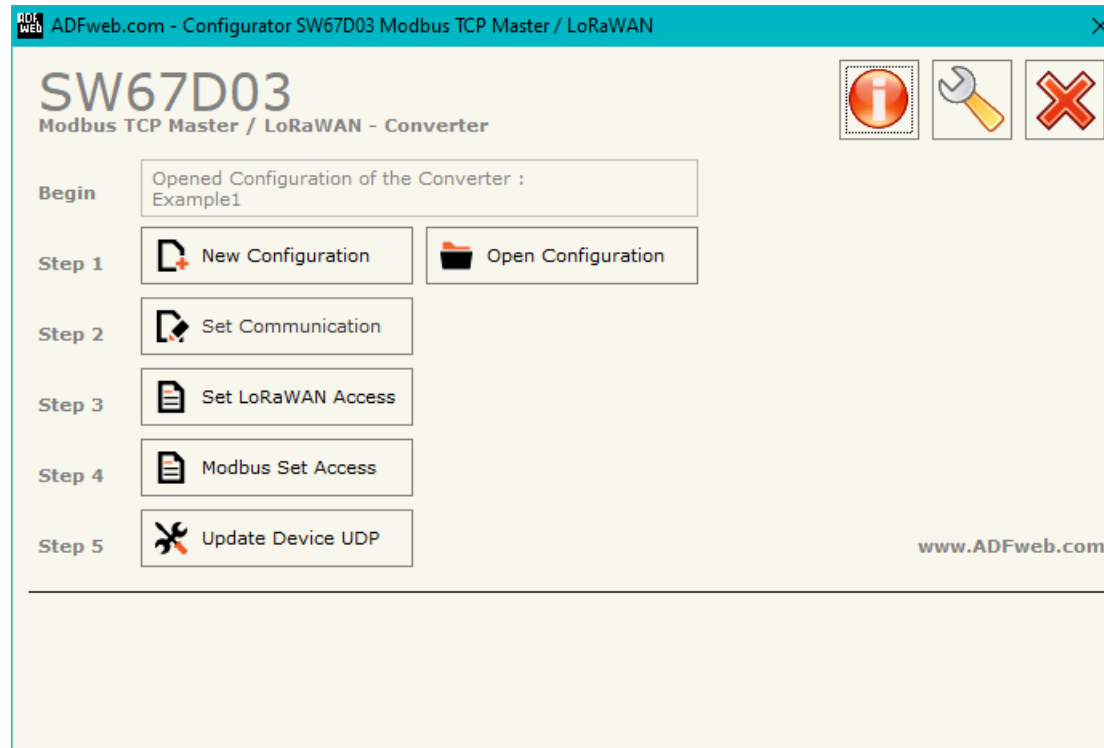 ADF
WEB
ADFweb.com - Configurator SW67D03 Modbus TCP Master / LoRaWAN
SW67D03
Modbus TCP Master / LoRaWAN - Converter
Begin
Opened Configuration of the Converter :
Example1
Step 1
New Configuration
Open Configuration
Step 2
Set Communication
Step 3
Set LoRaWAN Access
Step 4
Modbus Set Access
Step 5
Update Device UDP
www.ADFweb.com